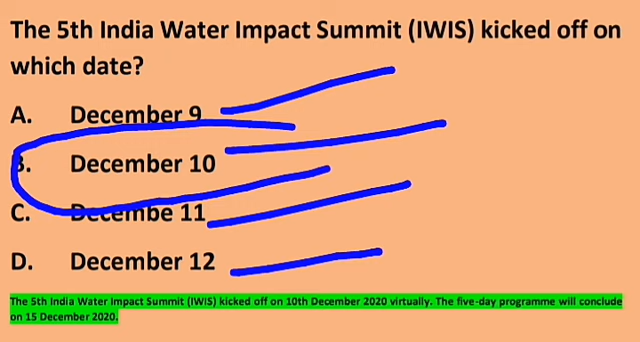 The 5th India Water Impact Summit (IWIS) kicked off on
which date?
A. December 9
B. December 10
C. Decembe 11
D. December 12
The 5th India Water Impact Summit (IWIS) kicked off on 10th December 2020 virtually. The five-day programme will conclude
on 15 December 2020.